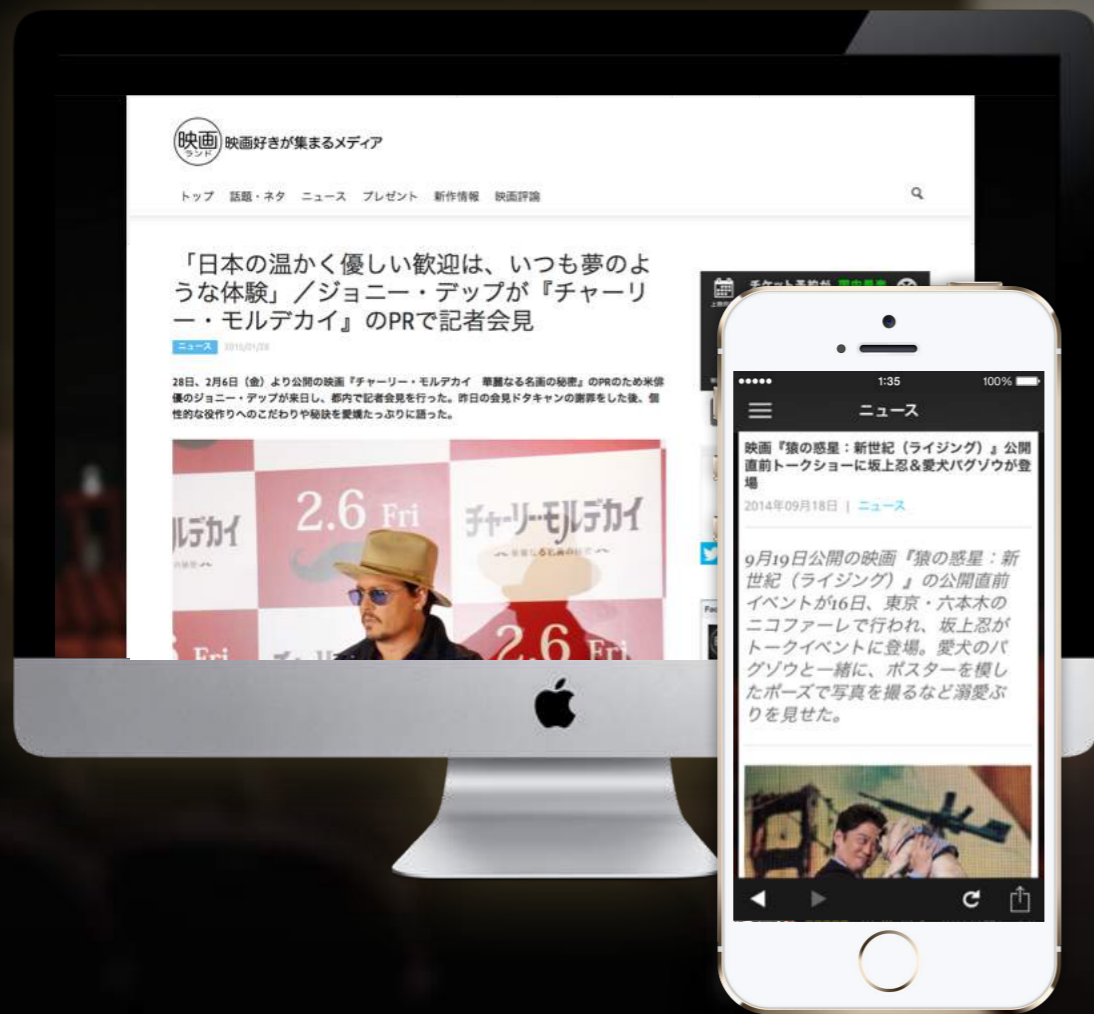 映画
ランド
映画好きが集まるメディア
トップ 話題・ネタ ニュース プレゼント 新作情報 映画評論
「日本の温かく優しい歓迎は、いつも夢のよ
うな体験」／ジョニー・デップが『チャーリ
ー・モルデカイ』のPRで記者会見
ニュース 2015/01/28
28日、2月6日（金）より公開の映画『チャーリー・モルデカイ 華麗なる名画の秘密』のPRのため米俳
優のジョニー・デップが来日し、都内で記者会見を行った。昨日の会見ドタキャンの謝罪をした後、個
性的な役作りへのこだわりや秘訣を愛嬌たっぷりに語った。
2.6 Fri
チャーリー・モルデカイ
華麗なる名画の秘密
ルデカイ
2.6 Fri
Fri
チケット予約が
1:35 100%
ニュース
映画『猿の惑星：新世紀（ライジング）』公開
直前トークショーに坂上忍&愛犬パグゾウが登
場
2014年09月18日 | ニュース
9月19日公開の映画『猿の惑星：新
世紀（ライジング）』の公開直前
イベントが16日、東京・六本木の
ニコファーレで行われ、坂上忍が
トークイベントに登場。愛犬のパ
グゾウと一緒に、ポスターを模し
たポーズで写真を撮るなど溺愛ぶ
りを見せた。